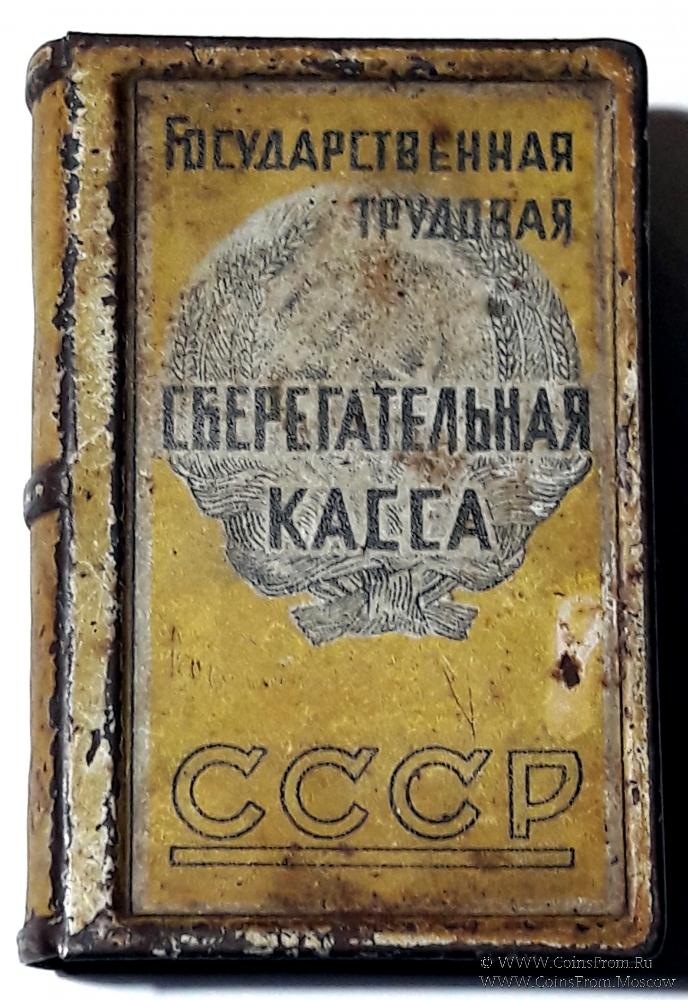 Государственная
трудовая
сберегательная
касса
СССР
© WWW.CoinsFrom.Ru
www.CoinsFrom.Moscow